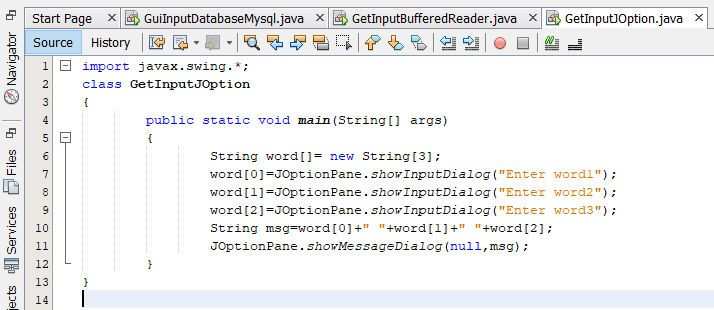 Start Page GuiInputDatabaseMysql.java GetInputBufferedReader.java GetInputJOption.java
Source History
Navigator
Files
Services
jects
1 import javax.swing.*;
2 class GetInputJOption
3 {
4 public static void main(String[] args)
5 {
6 String word[]= new String[3];
7 word[0]=JOptionPane.showInputDialog("Enter word1");
8 word[1]=JOptionPane.showInputDialog("Enter word2");
9 word[2]=JOptionPane.showInputDialog("Enter word3");
10 String msg=word[0]+" "+word[1]+" "+word[2];
11 JOptionPane.showMessageDialog(null,msg);
12 }
13 }
14